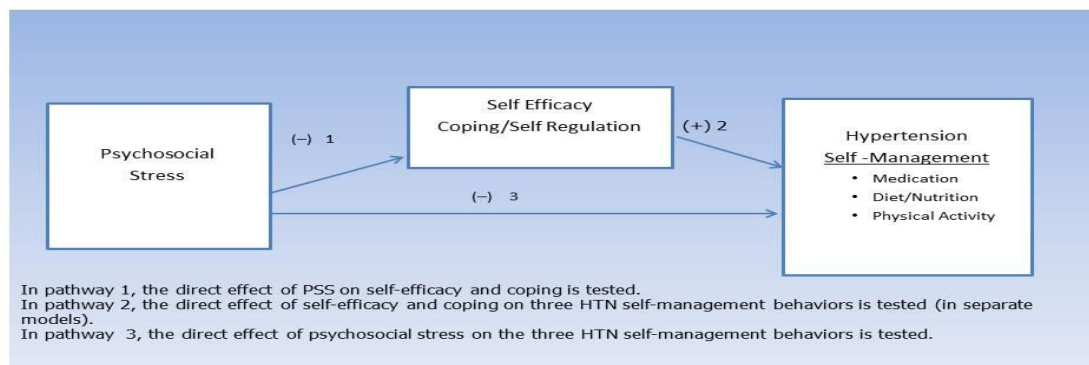 Psychosocial
Stress
(–) 1
Self Efficacy
Coping/Self Regulation
(+) 2
(–) 3
Hypertension
Self -Management
• Medication
• Diet/Nutrition
• Physical Activity
In pathway 1, the direct effect of PSS on self-efficacy and coping is tested.
In pathway 2, the direct effect of self-efficacy and coping on three HTN self-management behaviors is tested (in separate
models).
In pathway 3, the direct effect of psychosocial stress on the three HTN self-management behaviors is tested.